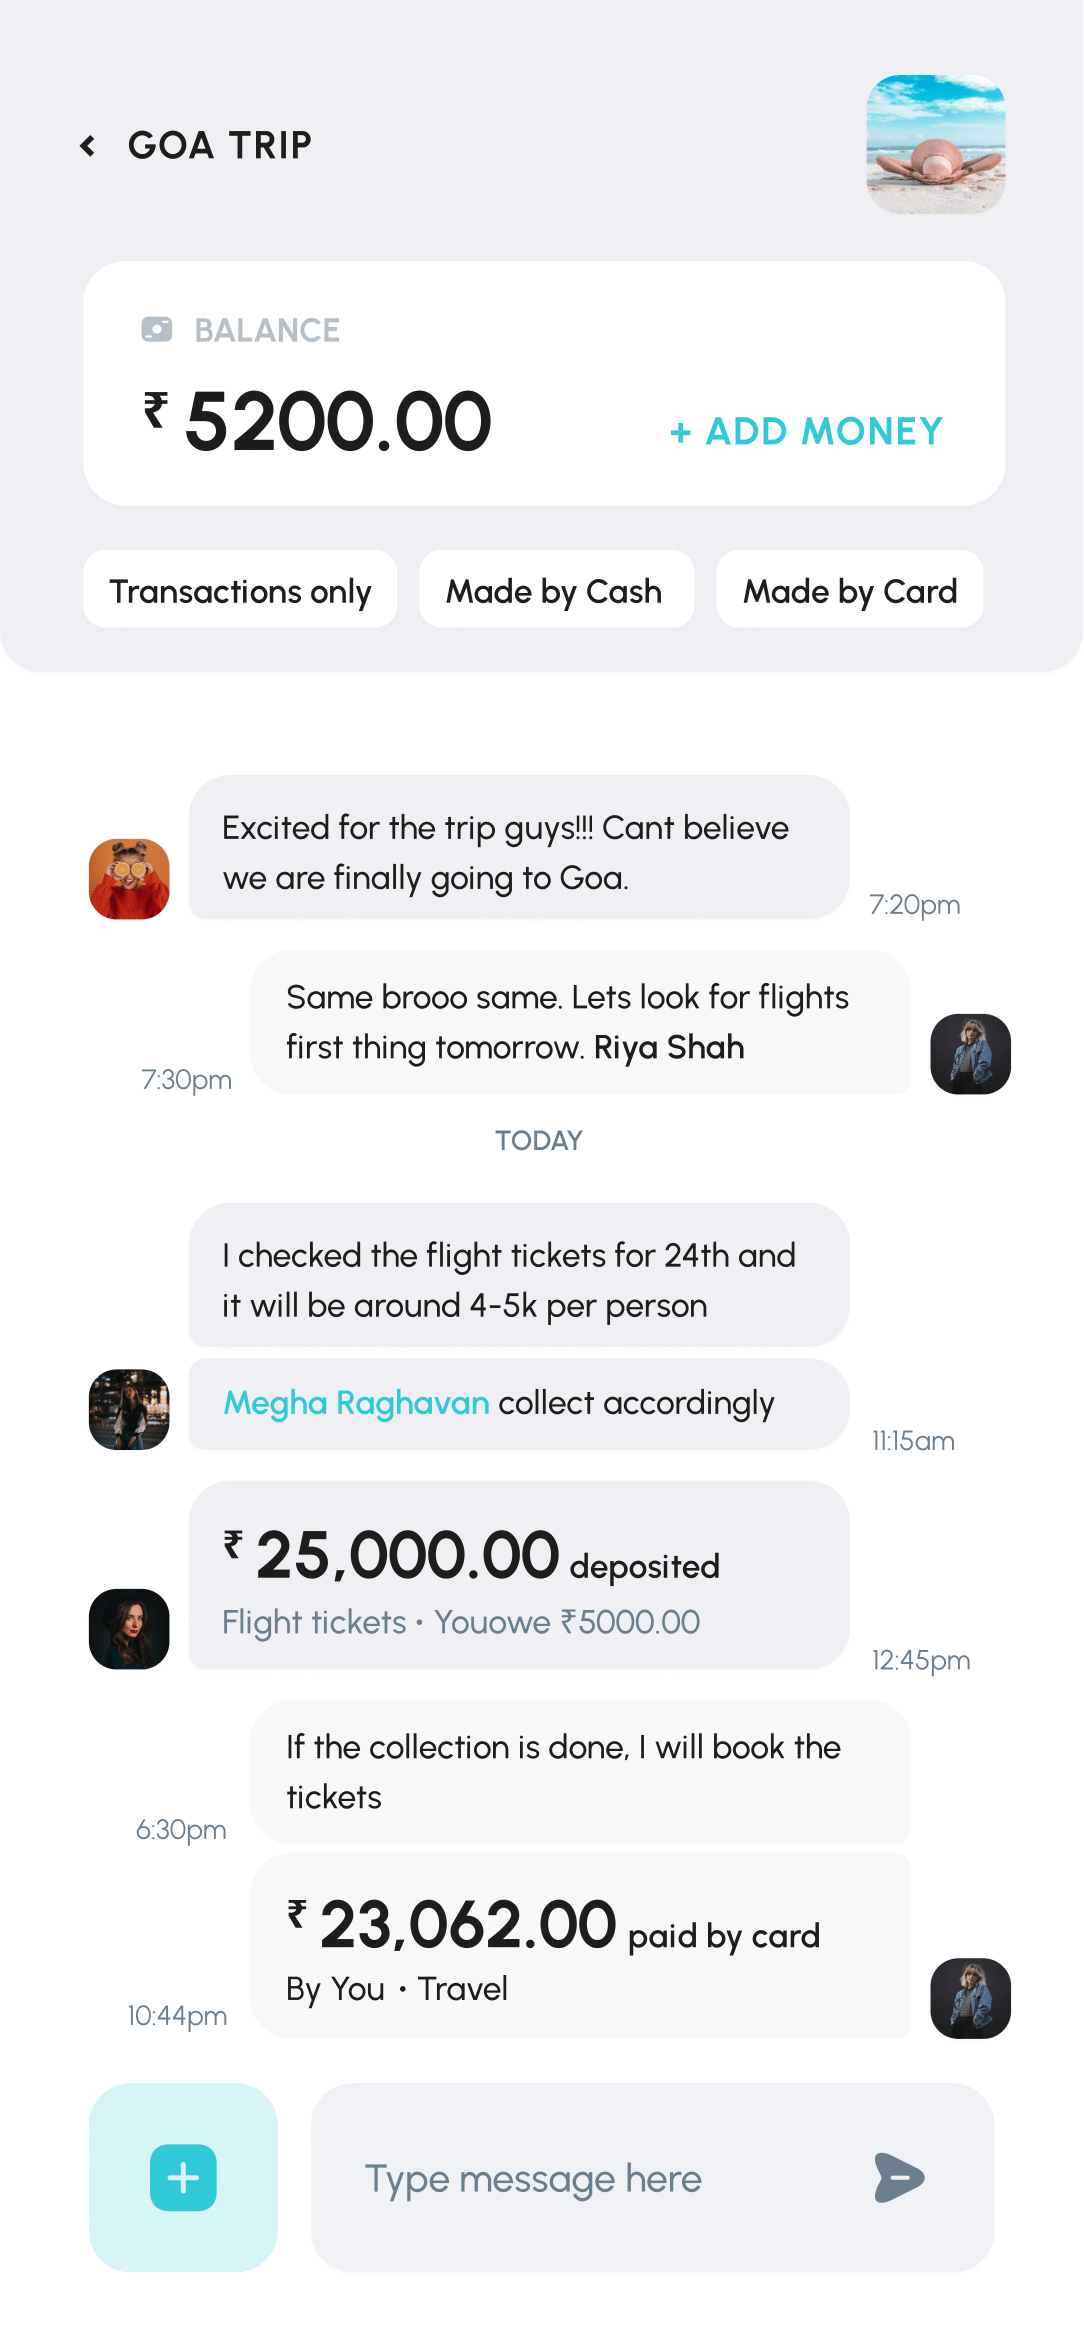 GOA TRIP
BALANCE
₹ 5200.00
+ ADD MONEY
Transactions only
Made by Cash
Made by Card
Excited for the trip guys!!! Cant believe
we are finally going to Goa.
7:20pm
Same brooo same. Lets look for flights
first thing tomorrow. Riya Shah
7:30pm
TODAY
I checked the flight tickets for 24th and
it will be around 4-5k per person
Megha Raghavan collect accordingly
11:15am
₹ 25,000.00 deposited
Flight tickets • Youowe ₹5000.00
12:45pm
If the collection is done, I will book the
tickets
6:30pm
₹ 23,062.00 paid by card
By You • Travel
10:44pm
Type message here